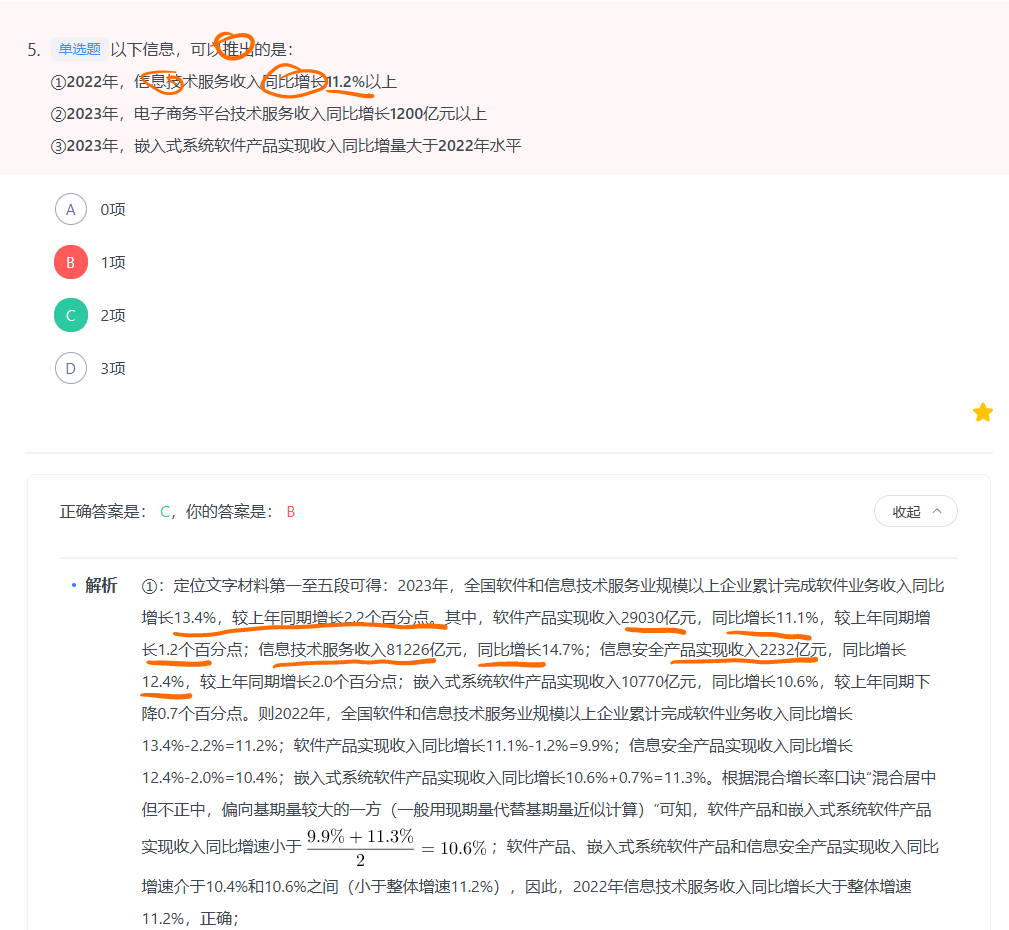 5. 单选题 以下信息，可以推出的是：
①2022年，信息技术服务收入同比增长11.2%以上
②2023年，电子商务平台技术服务收入同比增长1200亿元以上
③2023年，嵌入式系统软件产品实现收入同比增量大于2022年水平
A 0项
B 1项
C 2项
D 3项
正确答案是： C，你的答案是： B
收起
解析 ①：定位文字材料第一至五段可得：2023年，全国软件和信息技术服务业规模以上企业累计完成软件业务收入同比
增长13.4%，较上年同期增长2.2个百分点。其中，软件产品实现收入29030亿元，同比增长11.1%，较上年同期增
长1.2个百分点；信息技术服务收入81226亿元，同比增长14.7%；信息安全产品实现收入2232亿元，同比增长
12.4%，较上年同期增长2.0个百分点；嵌入式系统软件产品实现收入10770亿元，同比增长10.6%，较上年同期下
降0.7个百分点。则2022年，全国软件和信息技术服务业规模以上企业累计完成软件业务收入同比增长
13.4%-2.2%=11.2%；软件产品实现收入同比增长11.1%-1.2%=9.9%；信息安全产品实现收入同比增长
12.4%-2.0%=10.4%；嵌入式系统软件产品实现收入同比增长10.6%+0.7%=11.3%。根据混合增长率口诀“混合居中
但不正中，偏向基期量较大的一方（一般用现期量代替基期量近似计算）”可知，软件产品和嵌入式系统软件产品
实现收入同比增速小于 (9.9% + 11.3%)/2 = 10.6%；软件产品、嵌入式系统软件产品和信息安全产品实现收入同比
增速介于10.4%和10.6%之间（小于整体增速11.2%），因此，2022年信息技术服务收入同比增长大于整体增速
11.2%，正确；